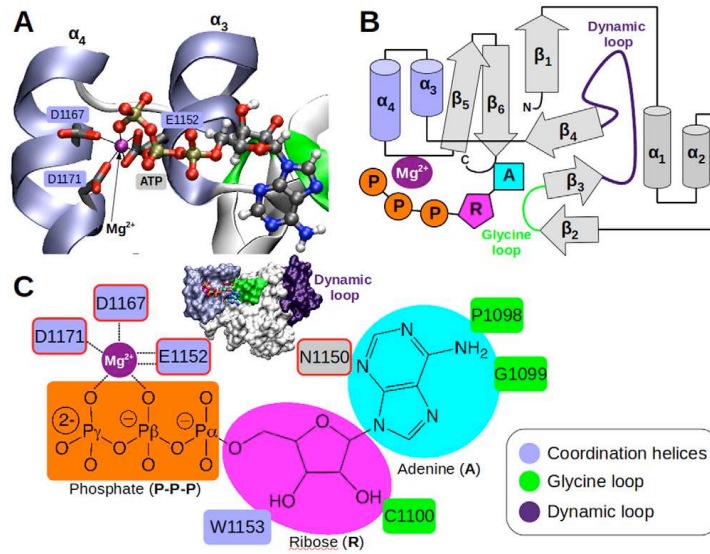 A
α4
α3
D1167
E1152
D1171
ATP
Mg²⁺
B
Dynamic
loop
α4
α3
β5
β6
β1
N
β4
α1
α2
C
Mg²⁺
P
P
P
R
A
β3
Glycine
loop
β2
C
Dynamic
loop
D1167
D1171
Mg²⁺
E1152
N1150
P1098
G1099
N
N
N
N
NH₂
2-
O
O
O
Pγ
O
−
Pβ
O
−
Pα
O
O
O
O
O
HO
OH
Adenine (A)
Phosphate (P-P-P)
W1153
Ribose (R)
C1100
Coordination helices
Glycine loop
Dynamic loop